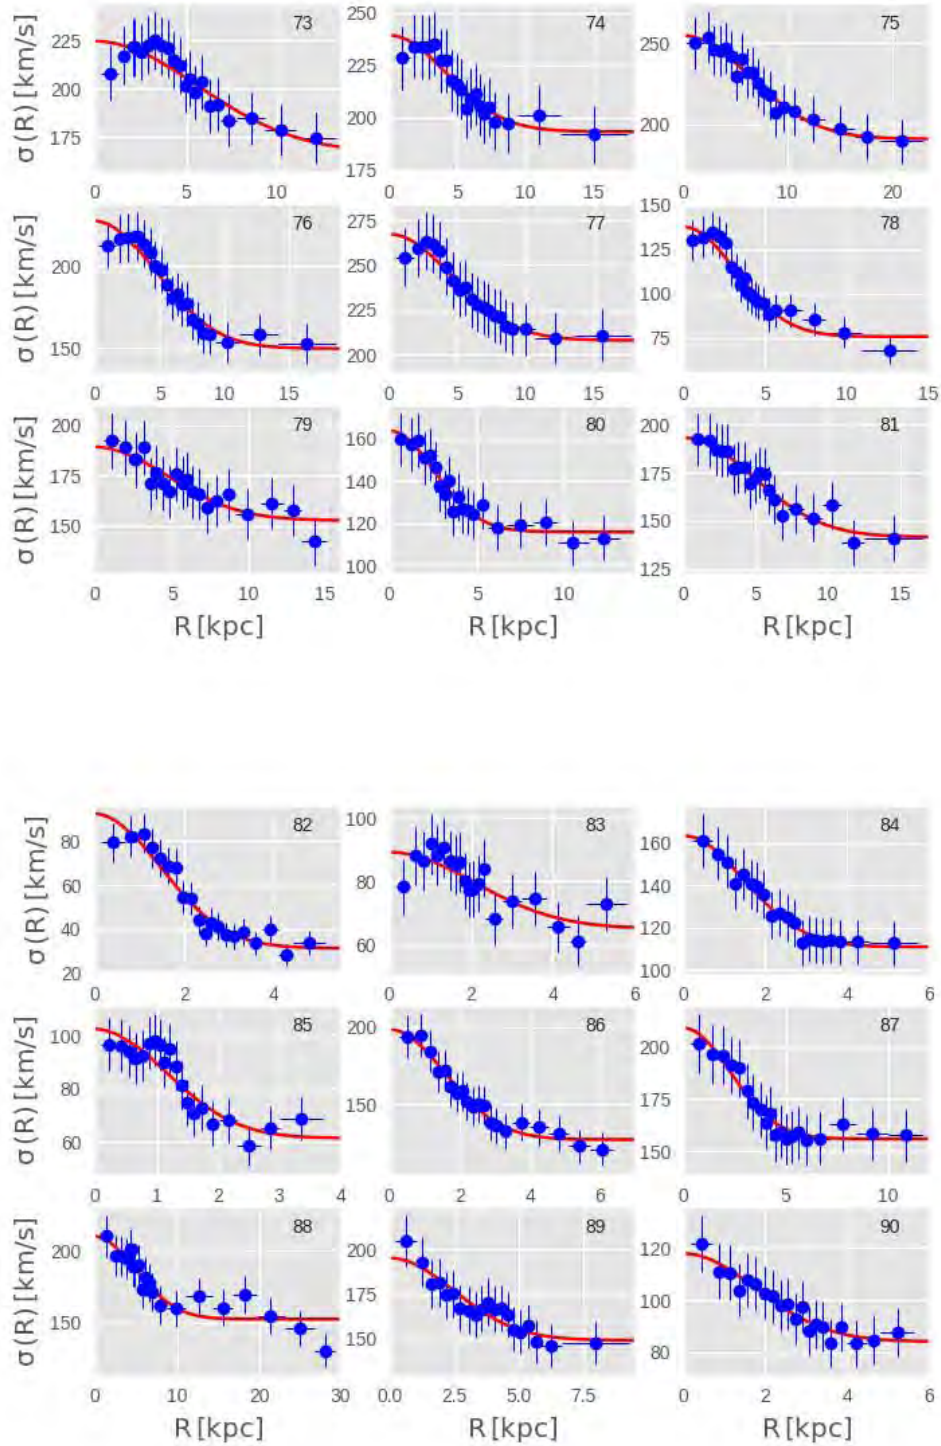 73 74 75
σ(R) [km/s] 225 200 175 250 225 200 175 250 200
0 5 10 0 5 10 15 0 10 20
76 77 78
σ(R) [km/s] 200 150 275 250 225 200 150 125 100 75
0 5 10 15 0 5 10 15 0 5 10 15
79 80 81
σ(R) [km/s] 200 175 150 160 140 120 100 200 175 150 125
0 5 10 15 0 5 10 0 5 10 15
R [kpc] R [kpc] R [kpc]
82 83 84
σ(R) [km/s] 80 60 40 20 100 80 60 160 140 120 100
0 2 4 0 2 4 6 0 2 4 6
85 86 87
σ(R) [km/s] 100 80 60 200 150 200 175 150
0 1 2 3 4 0 2 4 6 0 5 10
88 89 90
σ(R) [km/s] 200 150 200 175 150 120 100 80
0 10 20 30 0.0 2.5 5.0 7.5 0 2 4 6
R [kpc] R [kpc] R [kpc]